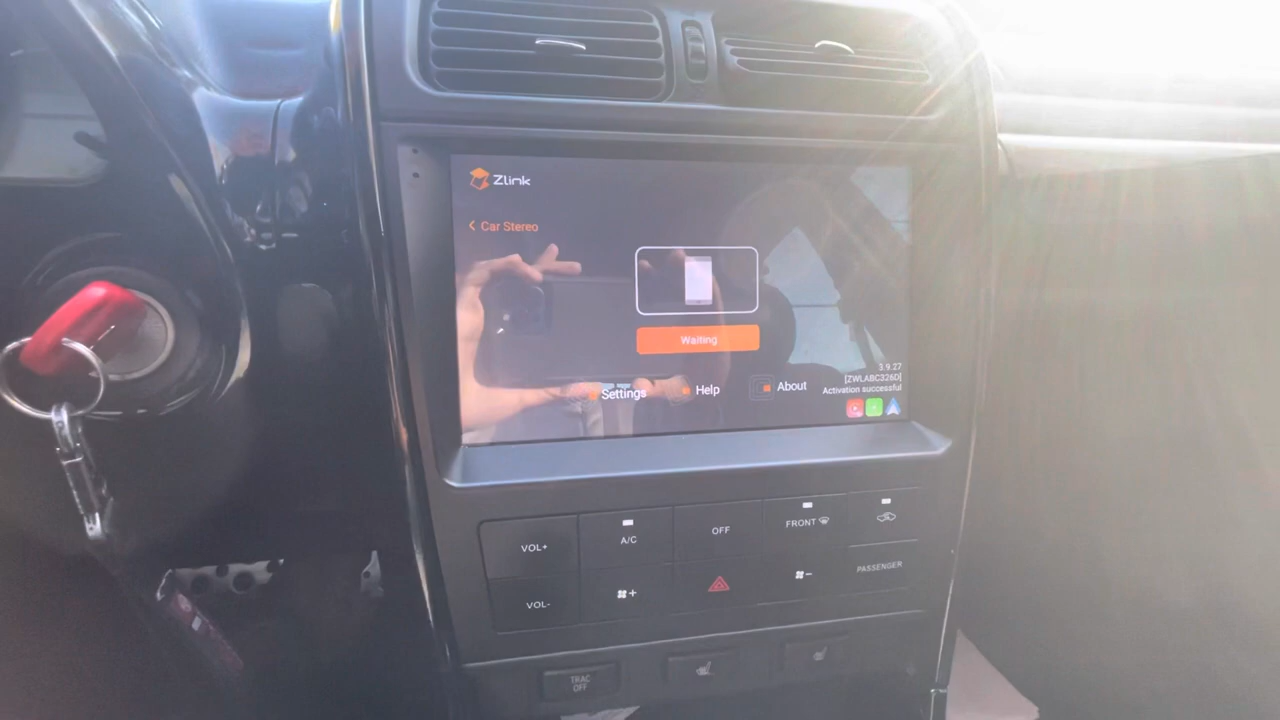 Zlink
< Car Stereo
Waiting
Settings
Help
About
3.9.27
[ZWLABC326D]
Activation successful
VOL+
A/C
OFF
FRONT
VOL-
+
-
PASSENGER
TRAC
OFF